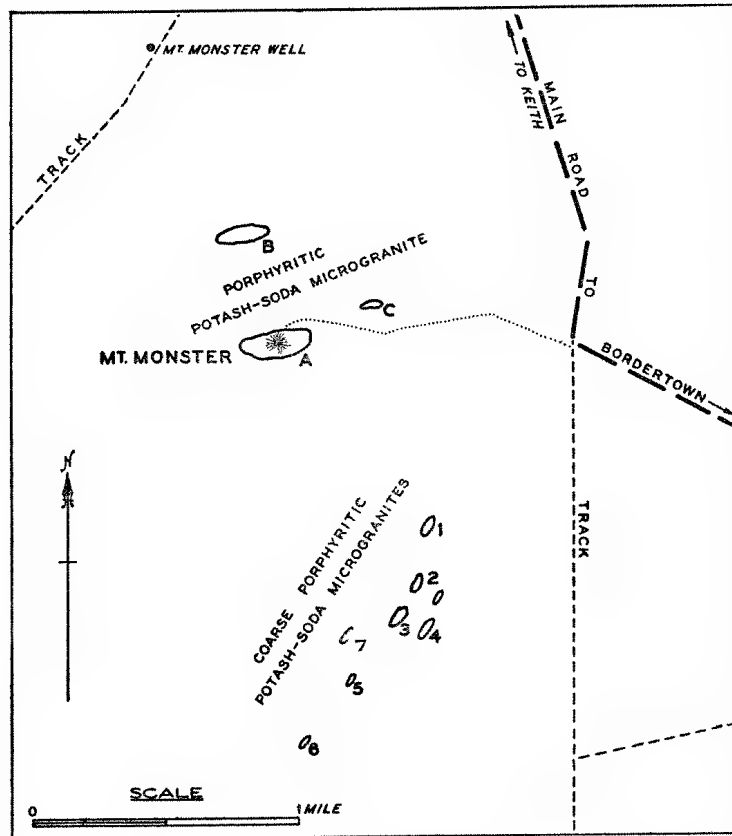 MT. MONSTER WELL
TRACK
TO KEITH
MAIN ROAD TO
BORDERTOWN
B
PORPHYRITIC
POTASH-SODA MICROGRANITE
C
MT. MONSTER
A
N
TRACK
COARSE PORPHYRITIC
POTASH-SODA MICROGRANITES
1
2
3
4
7
5
6
SCALE
0
1 MILE